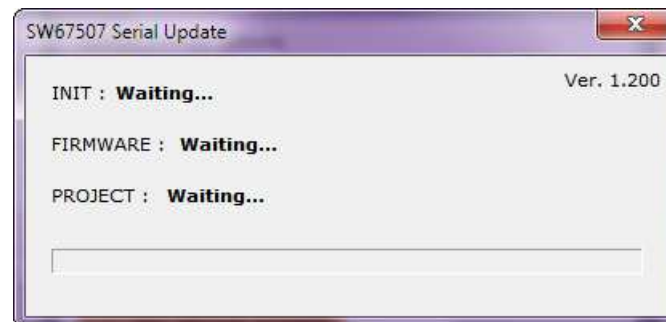 SW67507 Serial Update
Ver. 1.200
INIT : Waiting...
FIRMWARE : Waiting...
PROJECT : Waiting...